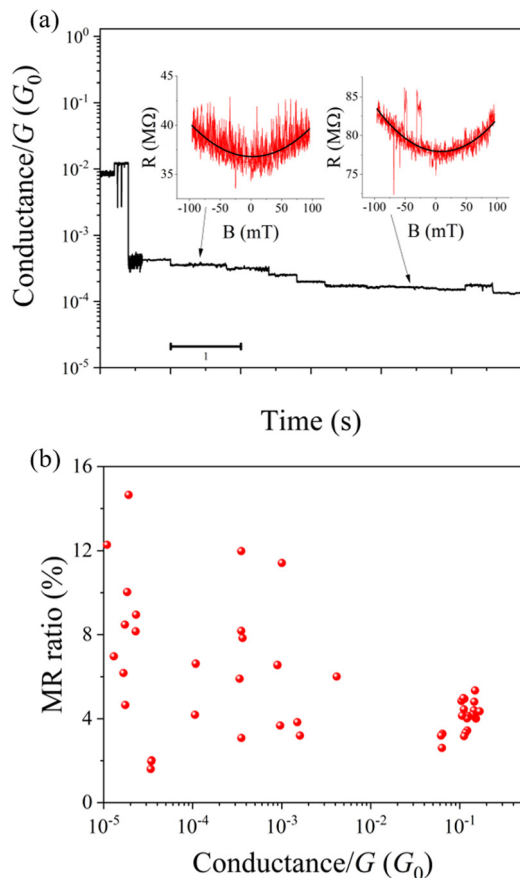 (a)
Conductance/G (G₀)
10⁰
10⁻¹
10⁻²
10⁻³
10⁻⁴
10⁻⁵
R (MΩ)
45
40
35
-100 -50 0 50 100
B (mT)
R (MΩ)
85
80
75
-100 -50 0 50 100
B (mT)
1
Time (s)
(b)
MR ratio (%)
16
12
8
4
0
10⁻⁵ 10⁻⁴ 10⁻³ 10⁻² 10⁻¹
Conductance/G (G₀)